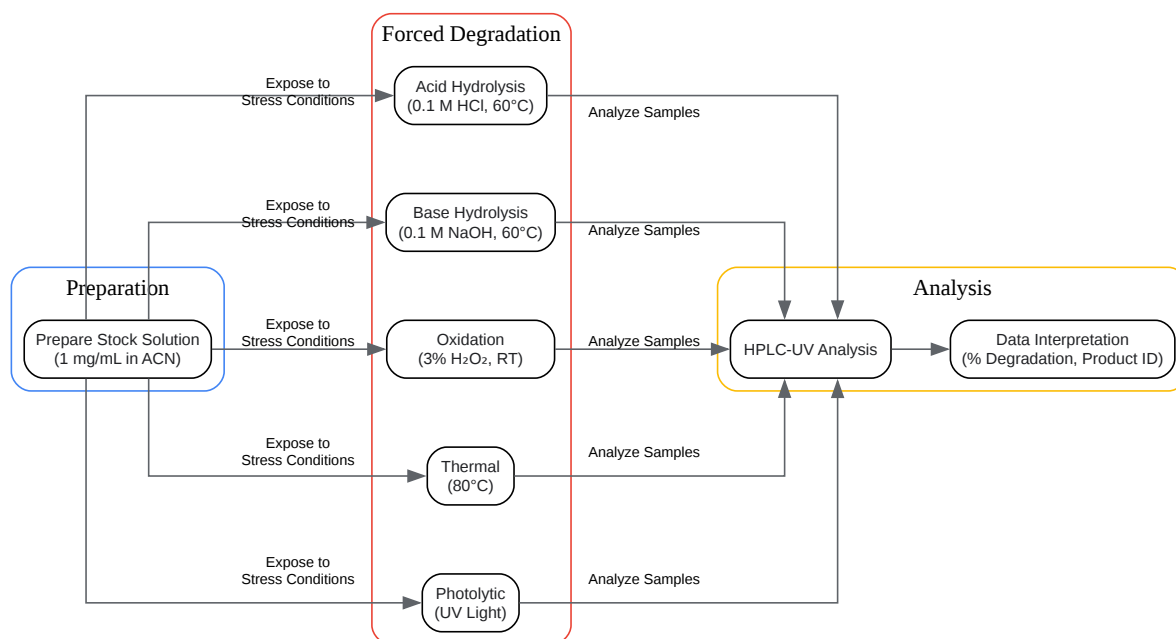 Forced Degradation
Expose to
Stress Conditions
Acid Hydrolysis
(0.1 M HCl, 60°C)
Analyze Samples
Expose to
Stress Conditions
Base Hydrolysis
(0.1 M NaOH, 60°C)
Analyze Samples
Preparation
Prepare Stock Solution
(1 mg/mL in ACN)
Expose to
Stress Conditions
Oxidation
(3% H₂O₂, RT)
Analyze Samples
Analysis
HPLC-UV Analysis
Data Interpretation
(% Degradation, Product ID)
Expose to
Stress Conditions
Thermal
(80°C)
Analyze Samples
Expose to
Stress Conditions
Photolytic
(UV Light)
Analyze Samples